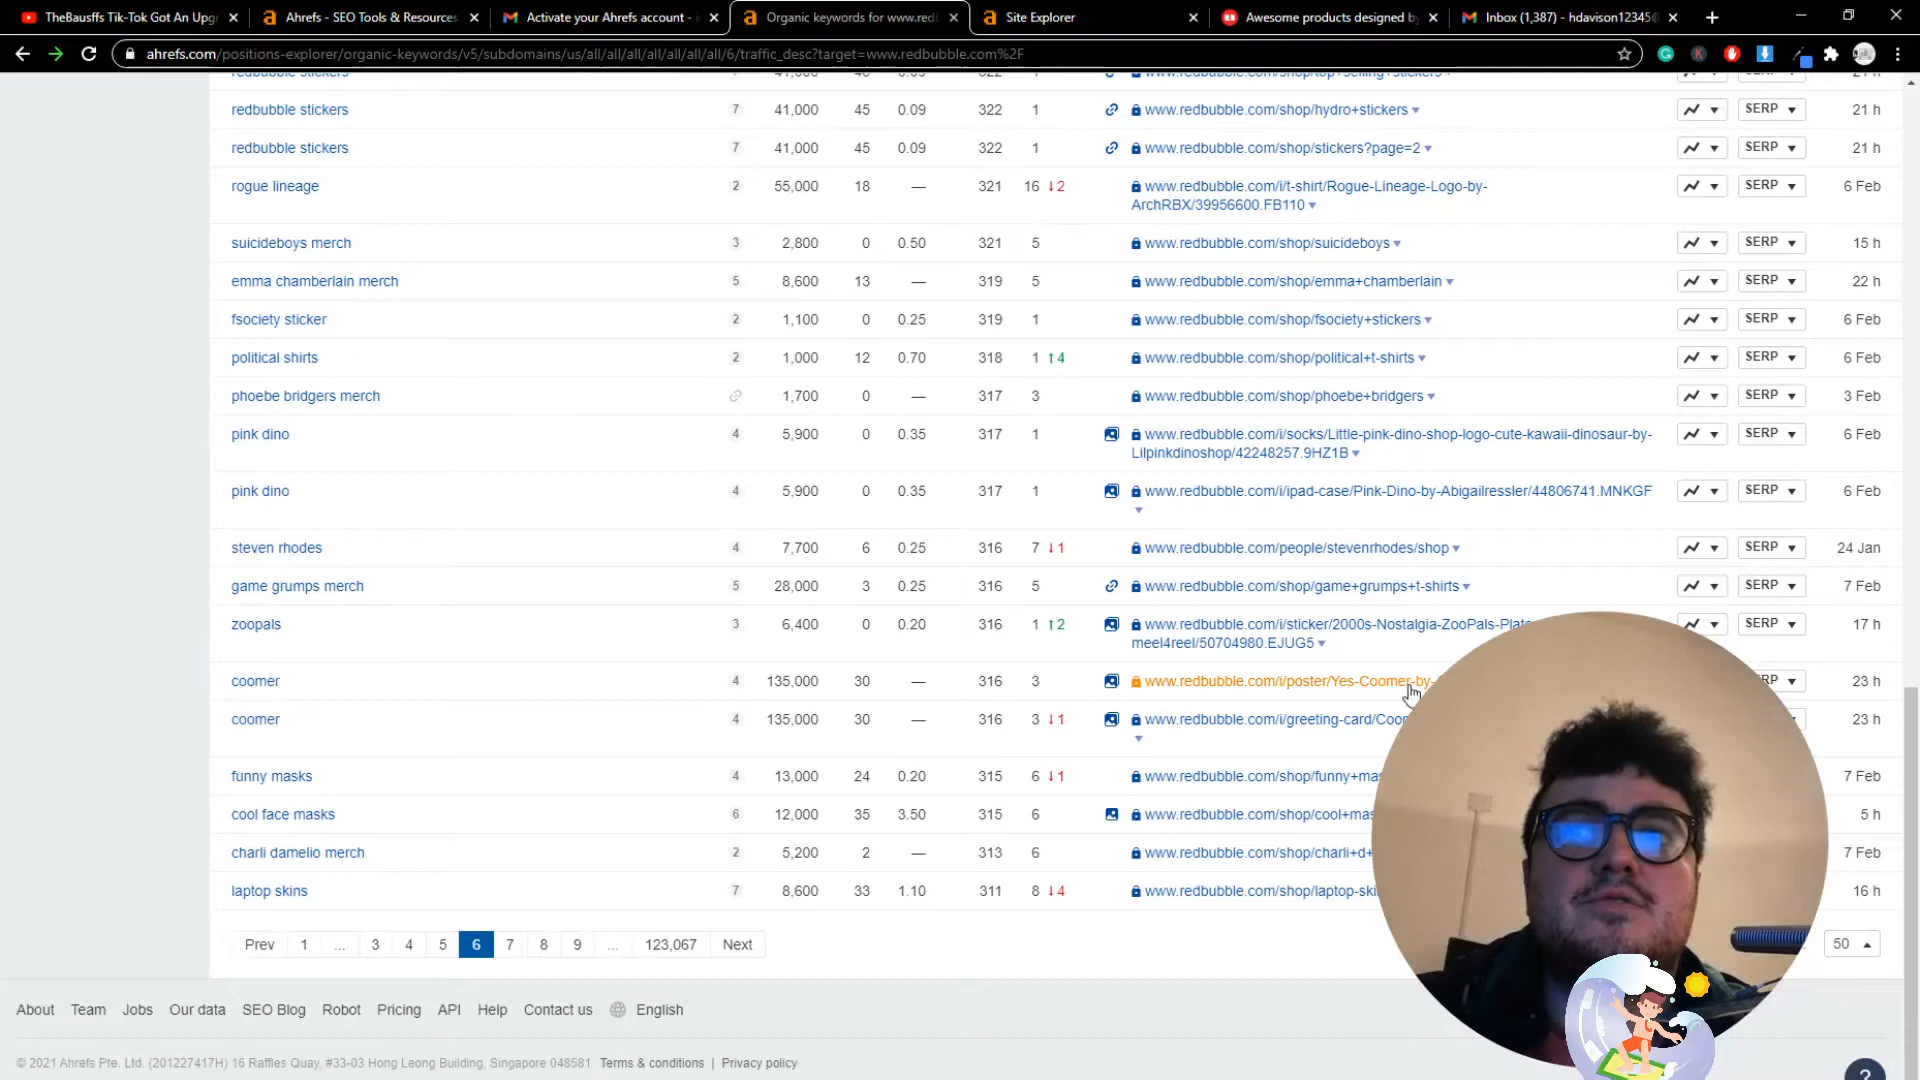 TheBausffs Tik-Tok Got An Upgr
Ahrefs - SEO Tools & Resources
Activate your Ahrefs account -
Organic keywords for www.redl
Site Explorer
Awesome products designed by
Inbox (1,387) - hdavison12345
ahrefs.com/positions-explorer/organic-keywords/v5/subdomains/us/all/all/all/all/all/all/all/6/traffic_desc?target=www.redbubble.com%2F
redbubble stickers 7 41,000 45 0.09 322 1 www.redbubble.com/shop/hydro+stickers SERP 21 h
redbubble stickers 7 41,000 45 0.09 322 1 www.redbubble.com/shop/stickers?page=2 SERP 21 h
rogue lineage 2 55,000 18 — 321 16 ↓2 www.redbubble.com/i/t-shirt/Rogue-Lineage-Logo-by- SERP 6 Feb
ArchRBX/39956600.FB110
suicideboys merch 3 2,800 0 0.50 321 5 www.redbubble.com/shop/suicideboys SERP 15 h
emma chamberlain merch 5 8,600 13 — 319 5 www.redbubble.com/shop/emma+chamberlain SERP 22 h
fsociety sticker 2 1,100 0 0.25 319 1 www.redbubble.com/shop/fsociety+stickers SERP 6 Feb
political shirts 2 1,000 12 0.70 318 1 ↑4 www.redbubble.com/shop/political+t-shirts SERP 6 Feb
phoebe bridgers merch 1,700 0 — 317 3 www.redbubble.com/shop/phoebe+bridgers SERP 3 Feb
pink dino 4 5,900 0 0.35 317 1 www.redbubble.com/i/socks/Little-pink-dino-shop-logo-cute-kawaii-dinosaur-by- SERP 6 Feb
Lilpinkdinoshop/42248257.9HZ1B
pink dino 4 5,900 0 0.35 317 1 www.redbubble.com/i/ipad-case/Pink-Dino-by-Abigailressler/44806741.MNKGF SERP 6 Feb
steven rhodes 4 7,700 6 0.25 316 7 ↓1 www.redbubble.com/people/stevenrhodes/shop SERP 24 Jan
game grumps merch 5 28,000 3 0.25 316 5 www.redbubble.com/shop/game+grumps+t-shirts SERP 7 Feb
zoopals 3 6,400 0 0.20 316 1 ↑2 www.redbubble.com/i/sticker/2000s-Nostalgia-ZooPals-Plate SERP 17 h
meel4reel/50704980.EJUG5
coomer 4 135,000 30 — 316 3 www.redbubble.com/i/poster/Yes-Coomer-by- RP 23 h
coomer 4 135,000 30 — 316 3 ↓1 www.redbubble.com/i/greeting-card/Coo 23 h
funny masks 4 13,000 24 0.20 315 6 ↓1 www.redbubble.com/shop/funny+mas 7 Feb
cool face masks 6 12,000 35 3.50 315 6 www.redbubble.com/shop/cool+mas 5 h
charli damelio merch 2 5,200 2 — 313 6 www.redbubble.com/shop/charli+d+ 7 Feb
laptop skins 7 8,600 33 1.10 311 8 ↓4 www.redbubble.com/shop/laptop-ski 16 h
Prev 1 ... 3 4 5 6 7 8 9 ... 123,067 Next 50
About Team Jobs Our data SEO Blog Robot Pricing API Help Contact us English
© 2021 Ahrefs Pte. Ltd. (201227417H) 16 Raffles Quay, #33-03 Hong Leong Building, Singapore 048581 Terms & conditions | Privacy policy
?